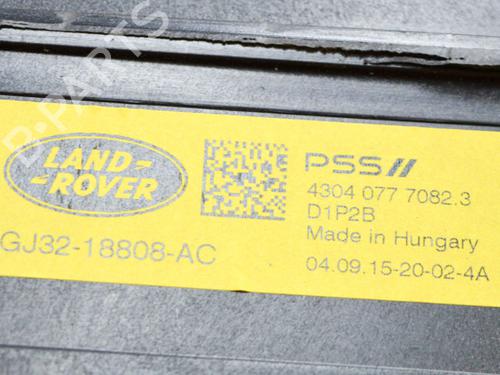 B-PARTS
LAND-
-ROVER
GJ32-18808-AC
PSS//
4304 077 7082.3
D1P2B
Made in Hungary
04.09.15-20-02-4A